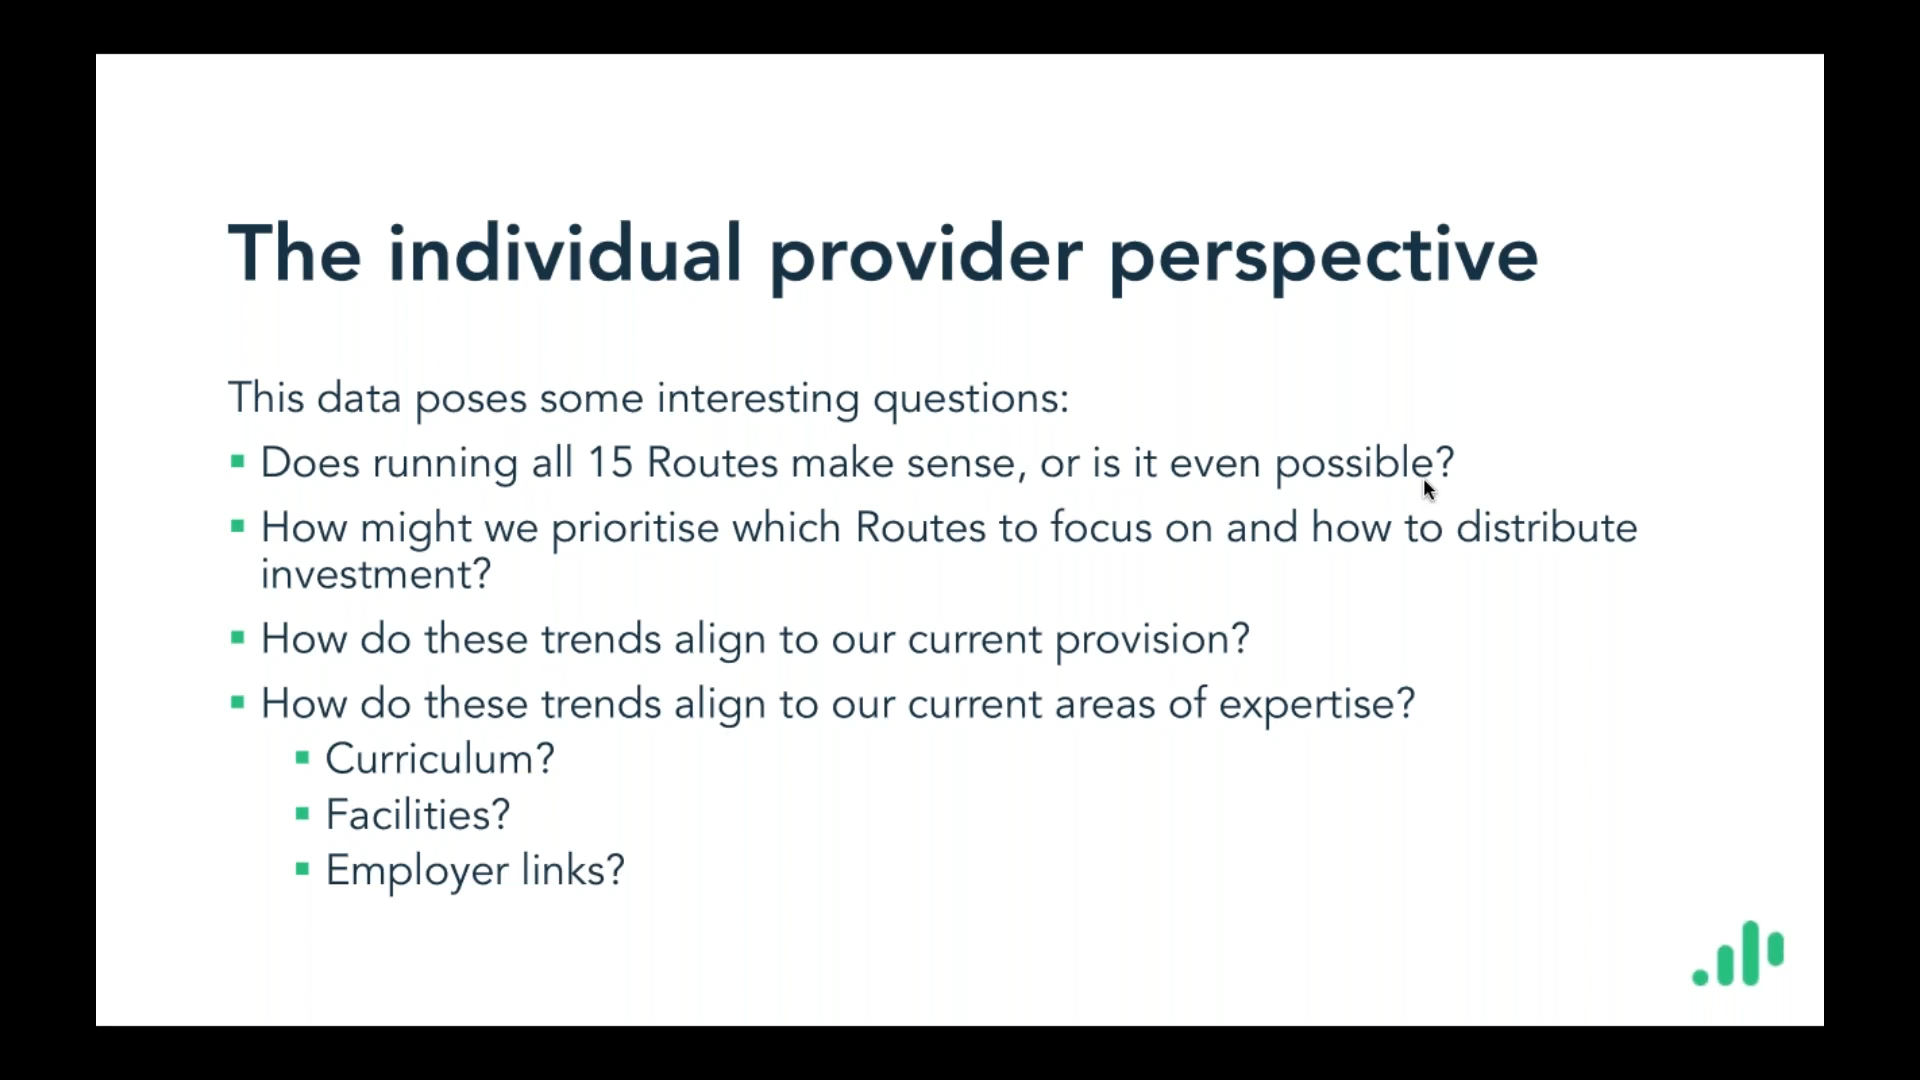 The individual provider perspective
This data poses some interesting questions:
Does running all 15 Routes make sense, or is it even possible?
How might we prioritise which Routes to focus on and how to distribute
investment?
How do these trends align to our current provision?
How do these trends align to our current areas of expertise?
Curriculum?
Facilities?
Employer links?